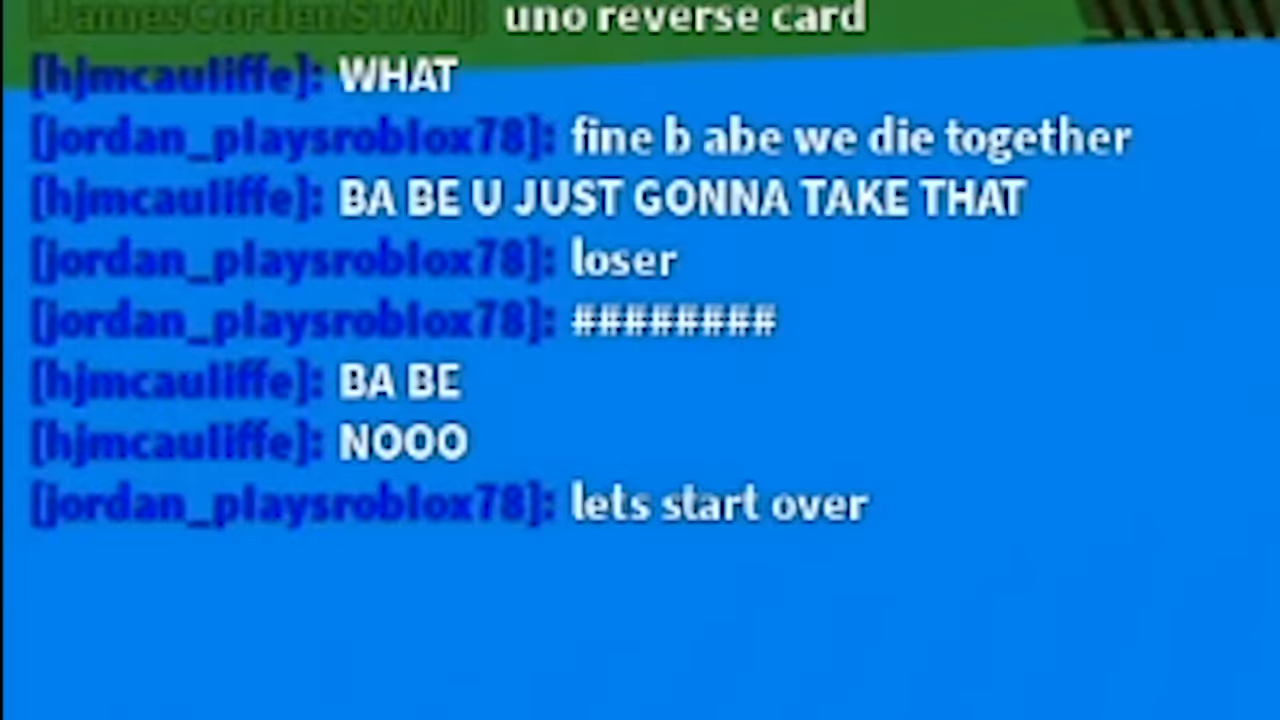 [JamesCordenSTAN]: uno reverse card
[hjmcauliffe]: WHAT
[jordan_playsroblox78]: fine b abe we die together
[hjmcauliffe]: BA BE U JUST GONNA TAKE THAT
[jordan_playsroblox78]: loser
[jordan_playsroblox78]: ########
[hjmcauliffe]: BA BE
[hjmcauliffe]: NOOO
[jordan_playsroblox78]: lets start over